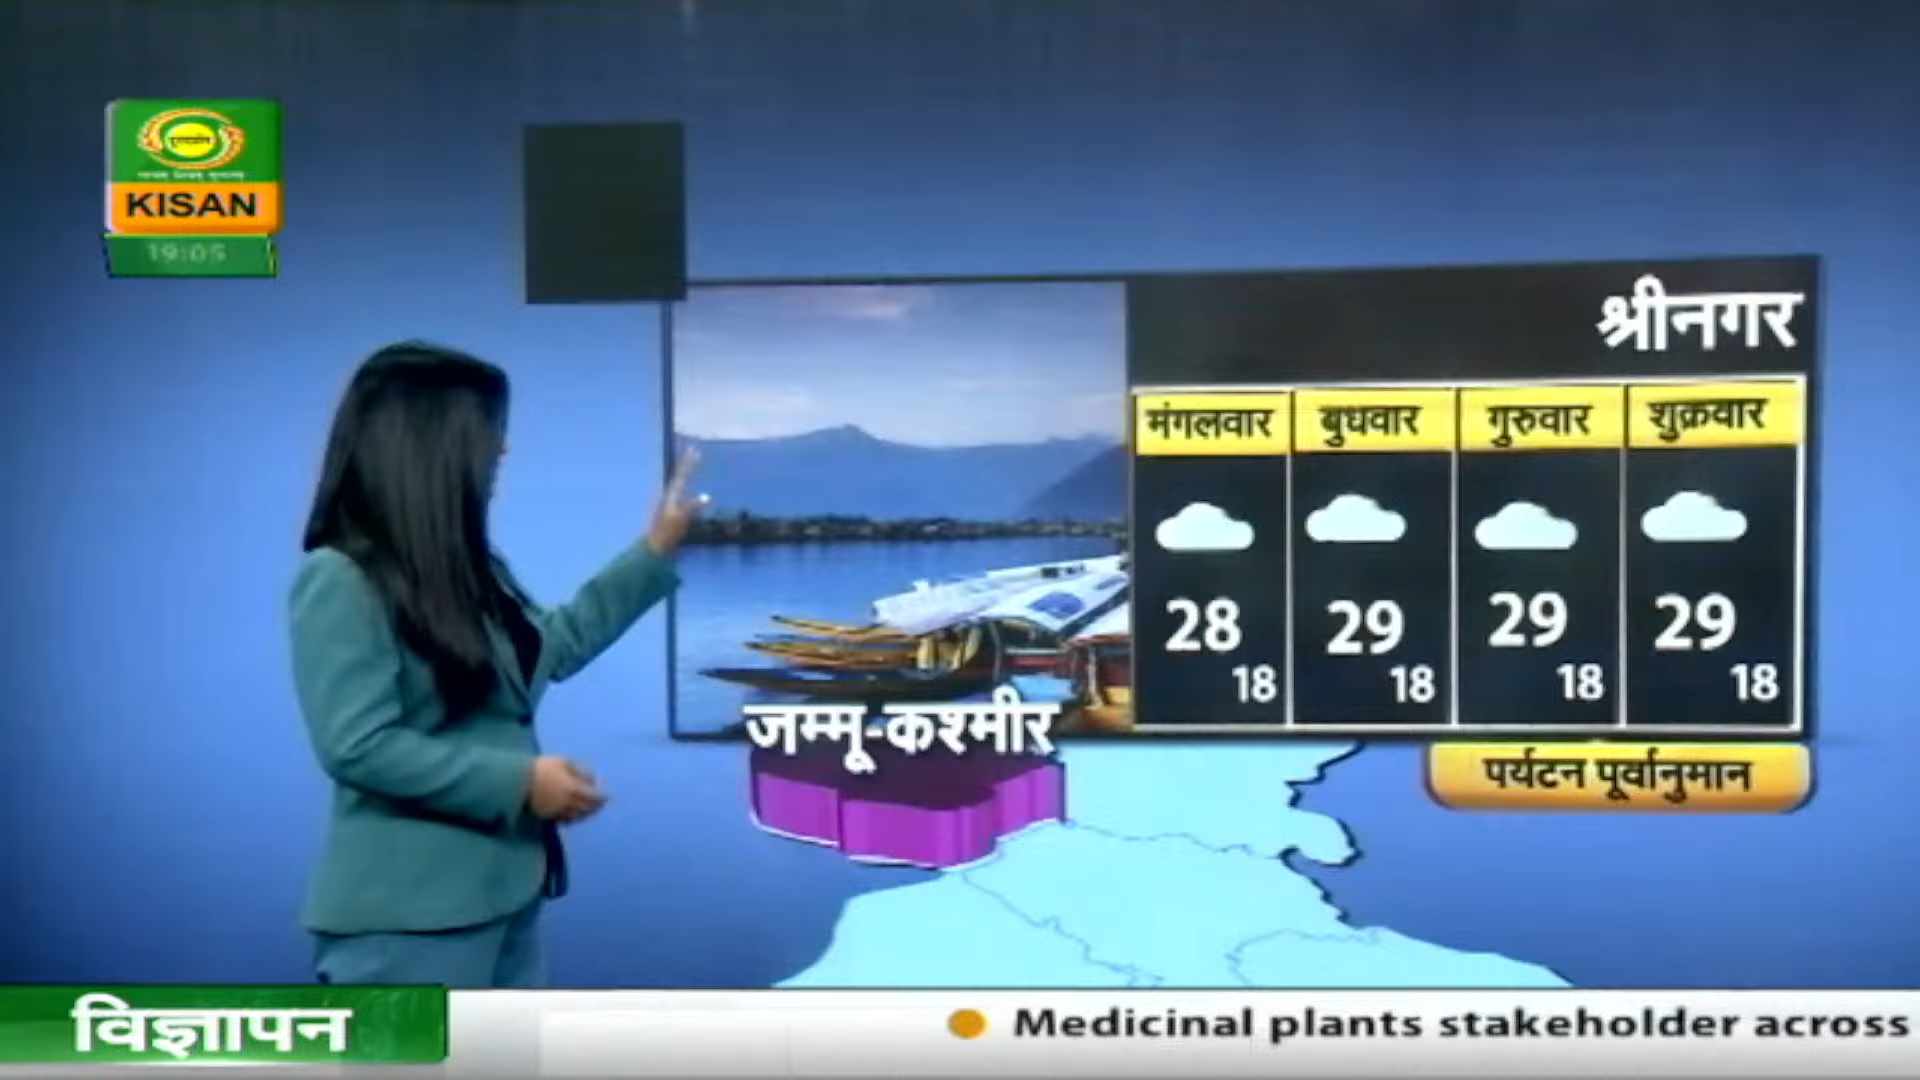 KISAN
19:05
श्रीनगर
मंगलवार बुधवार गुरुवार शुक्रवार
28 29 29 29
18 18 18 18
जम्मू-कश्मीर
पर्यटन पूर्वानुमान
विज्ञापन
Medicinal plants stakeholder across